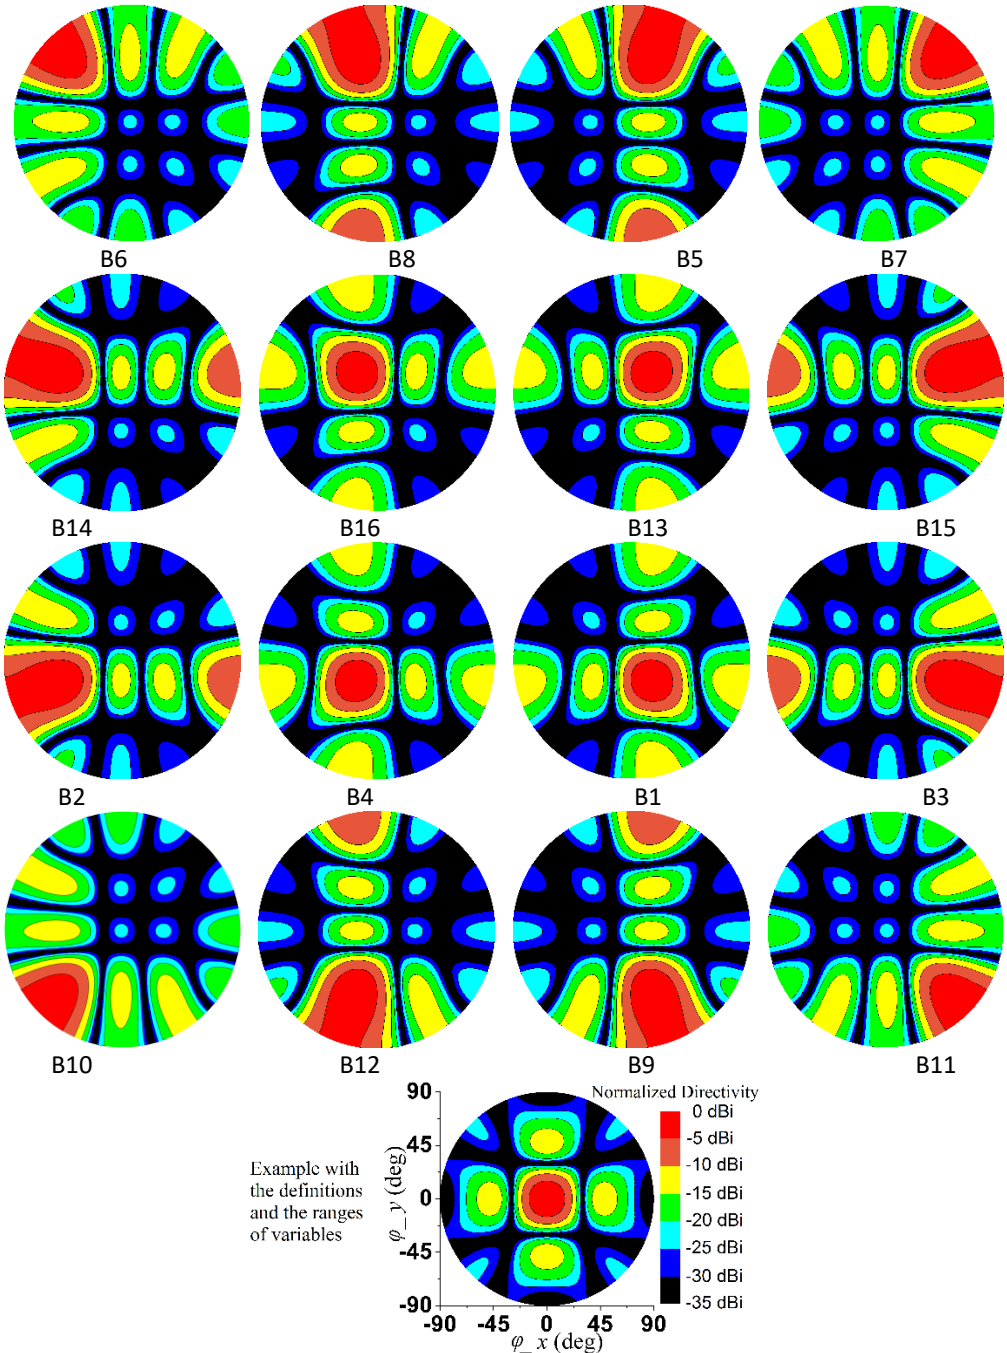 B6 B8 B5 B7
B14 B16 B13 B15
B2 B4 B1 B3
B10 B12 B9 B11
Example with
the definitions
and the ranges
of variables
φ_ y (deg)
90
45
0
-45
-90
-90 -45 0 45 90
φ_ x (deg)
Normalized Directivity
0 dBi
-5 dBi
-10 dBi
-15 dBi
-20 dBi
-25 dBi
-30 dBi
-35 dBi